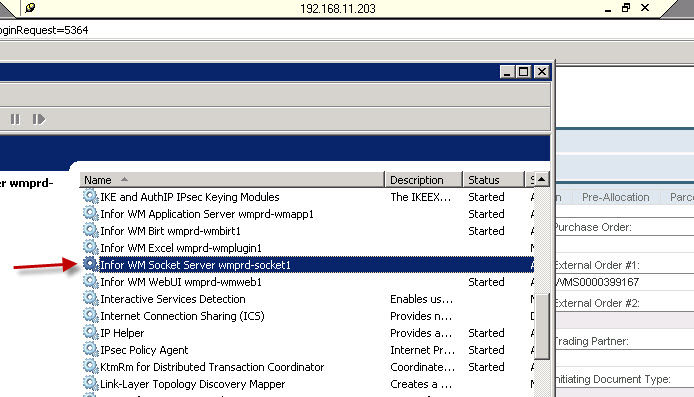 192.168.11.203
oginRequest=5364
er wmprd-
Name Description Status S
IKE and AuthIP IPsec Keying Modules The IKEEX... Started A
Infor WM Application Server wmprd-wmapp1 Started A
Infor WM Birt wmprd-wmbirt1 Started A
Infor WM Excel wmprd-wmplugin1 M
Infor WM Socket Server wmprd-socket1 A
Infor WM WebUI wmprd-wmweb1 Started A
Interactive Services Detection Enables us... M
Internet Connection Sharing (ICS) Provides n... D
IP Helper Provides a... Started A
IPsec Policy Agent Internet Pr... Started A
KtmRm for Distributed Transaction Coordinator Coordinate... Started A
Link-Layer Topology Discovery Mapper Creates a ... M
n Pre-Allocation Parce
Purchase Order:
External Order #1:
WMS0000399167
External Order #2:
Trading Partner:
Initiating Document Type: